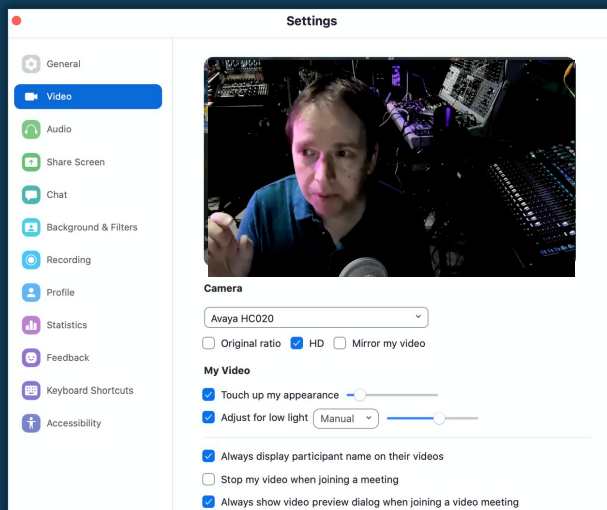 Settings
General
Video
Audio
Share Screen
Chat
Background & Filters
Recording
Profile
Statistics
Feedback
Keyboard Shortcuts
Accessibility
Camera
Avaya HC020
Original ratio HD Mirror my video
My Video
Touch up my appearance
Adjust for low light Manual
Always display participant name on their videos
Stop my video when joining a meeting
Always show video preview dialog when joining a video meeting